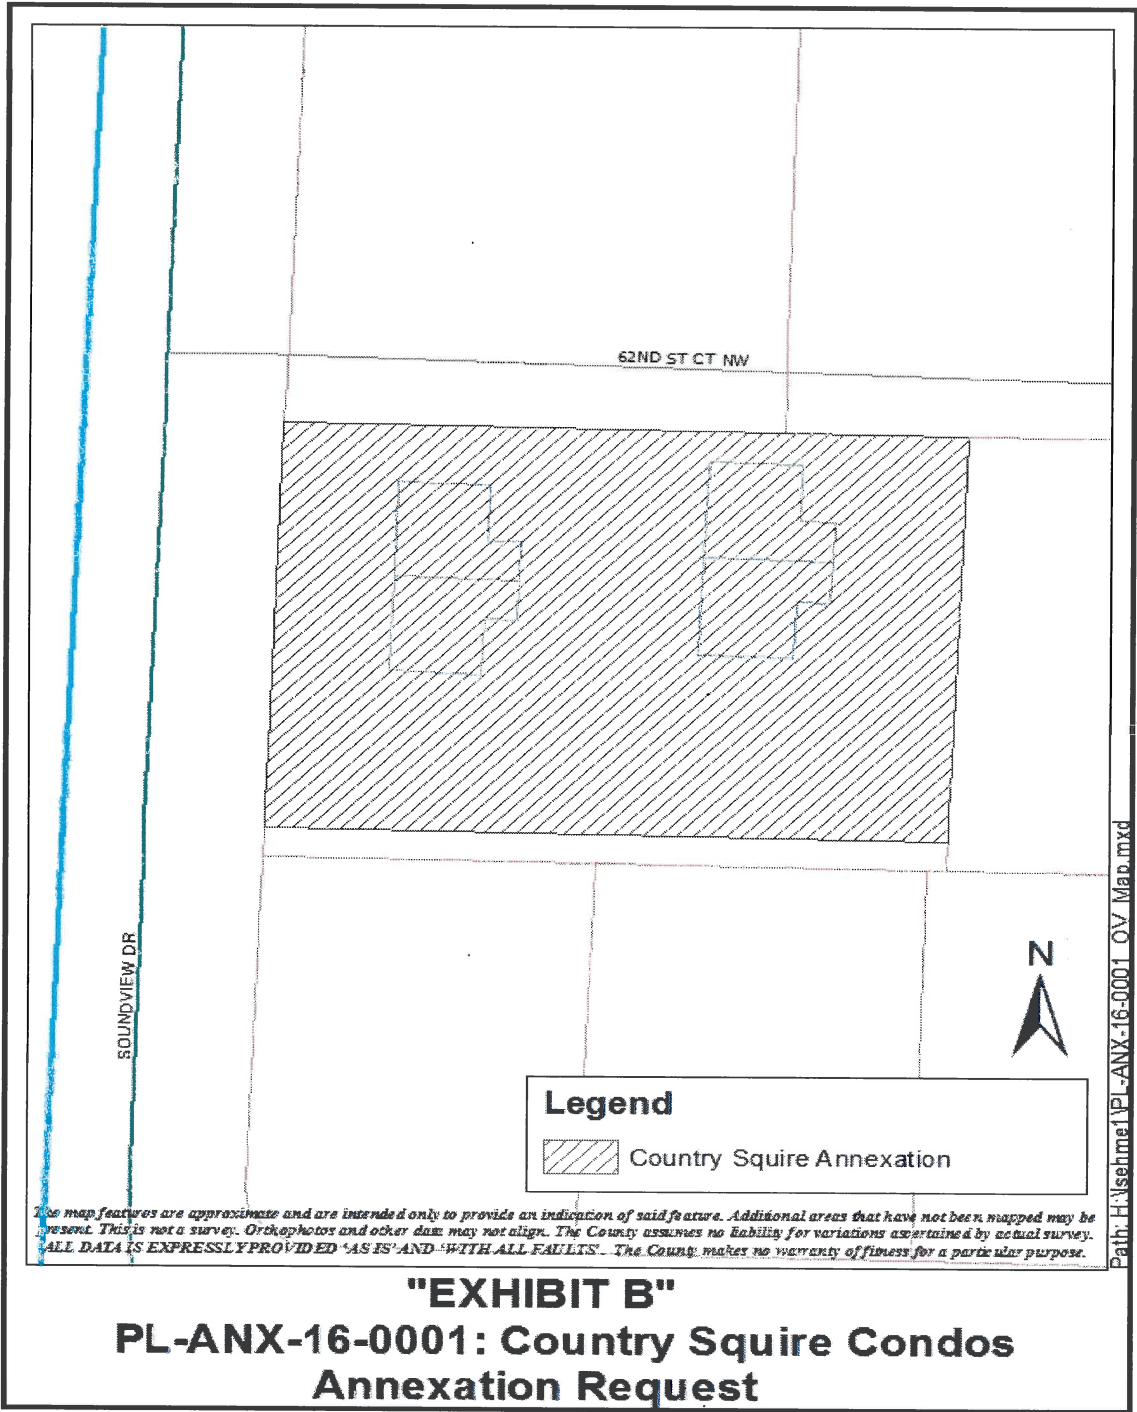 62ND ST CT NW
SOUNDVIEW DR
N
Legend
Country Squire Annexation
The map features are approximate and are intended only to provide an indication of said feature. Additional areas that have not been mapped may be
present. This is not a survey. Orthophotos and other data may not align. The County assumes no liability for variations ascertained by actual survey.
ALL DATA IS EXPRESSLY PROVIDED 'AS IS' AND 'WITH ALL FAULTS'. The County makes no warranty of fitness for a particular purpose.
Path: H:\lsehme1\PL-ANX-16-0001_OV_Map.mxd
"EXHIBIT B"
PL-ANX-16-0001: Country Squire Condos
Annexation Request